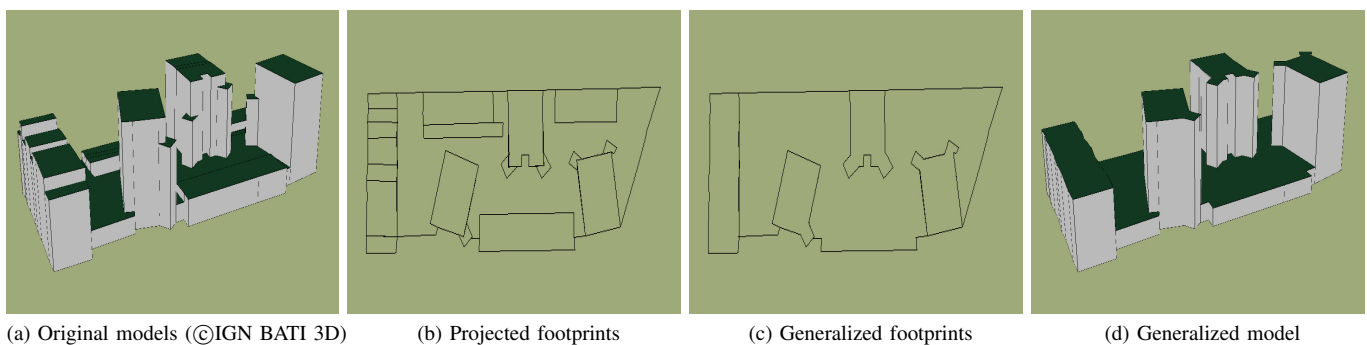 (a) Original models (©IGN BATI 3D)
(b) Projected footprints
(c) Generalized footprints
(d) Generalized model